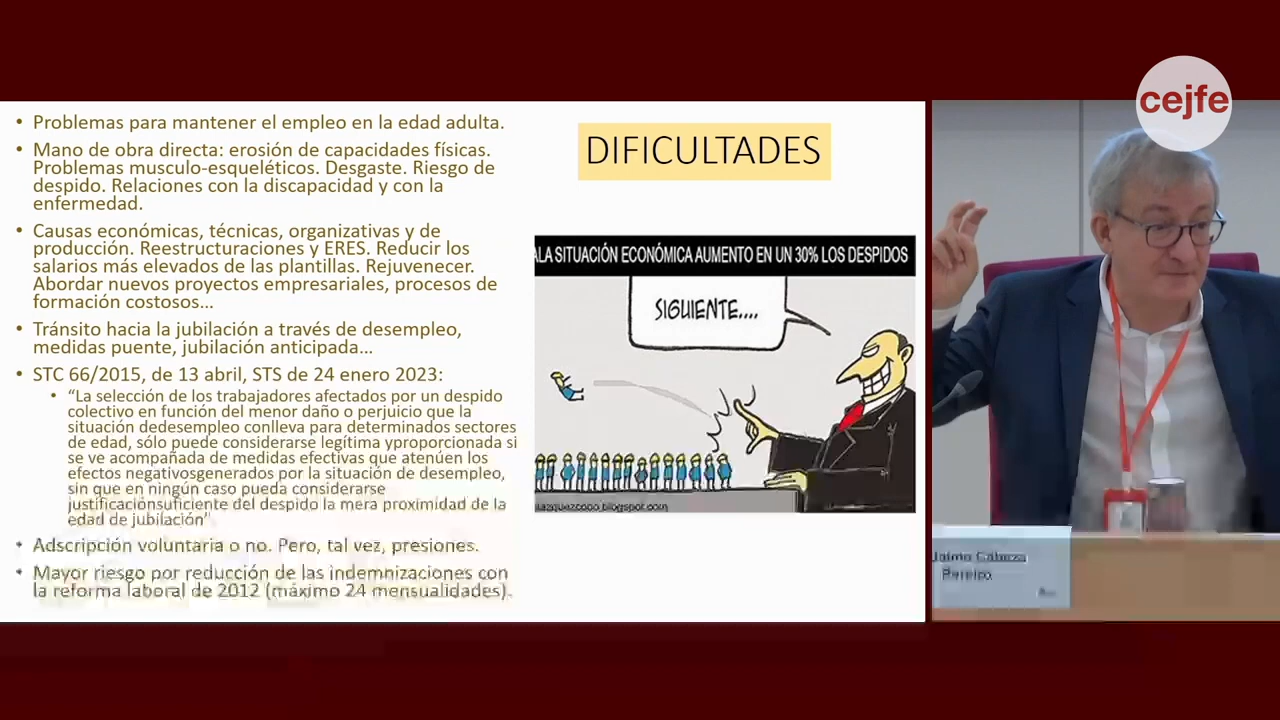 cejfe
• Problemas para mantener el empleo en la edad adulta.
• Mano de obra directa: erosión de capacidades físicas.
Problemas musculo-esqueléticos. Desgaste. Riesgo de
despido. Relaciones con la discapacidad y con la
enfermedad.
• Causas económicas, técnicas, organizativas y de
producción. Reestructuraciones y ERES. Reducir los
salarios más elevados de las plantillas. Rejuvenecer.
Abordar nuevos proyectos empresariales, procesos de
formación costosos...
• Tránsito hacia la jubilación a través de desempleo,
medidas puente, jubilación anticipada...
• STC 66/2015, de 13 abril, STS de 24 enero 2023:
• "La selección de los trabajadores afectados por un despido
colectivo en función del menor daño o perjuicio que la
situación dedesempleo conlleva para determinados sectores
de edad, sólo puede considerarse legítima yproporcionada si
se ve acompañada de medidas efectivas que atenúen los
efectos negativosgenerados por la situación de desempleo,
sin que en ningún caso pueda considerarse
justificaciónsuficiente del despido la mera proximidad de la
edad de jubilación"
• Adscripción voluntaria o no. Pero, tal vez, presiones.
• Mayor riesgo por reducción de las indemnizaciones con
la reforma laboral de 2012 (máximo 24 mensualidades).
DIFICULTADES
ALA SITUACIÓN ECONÓMICA AUMENTO EN UN 30% LOS DESPIDOS
SIGUIENTE....
Jaime Cabeza
Pereiro